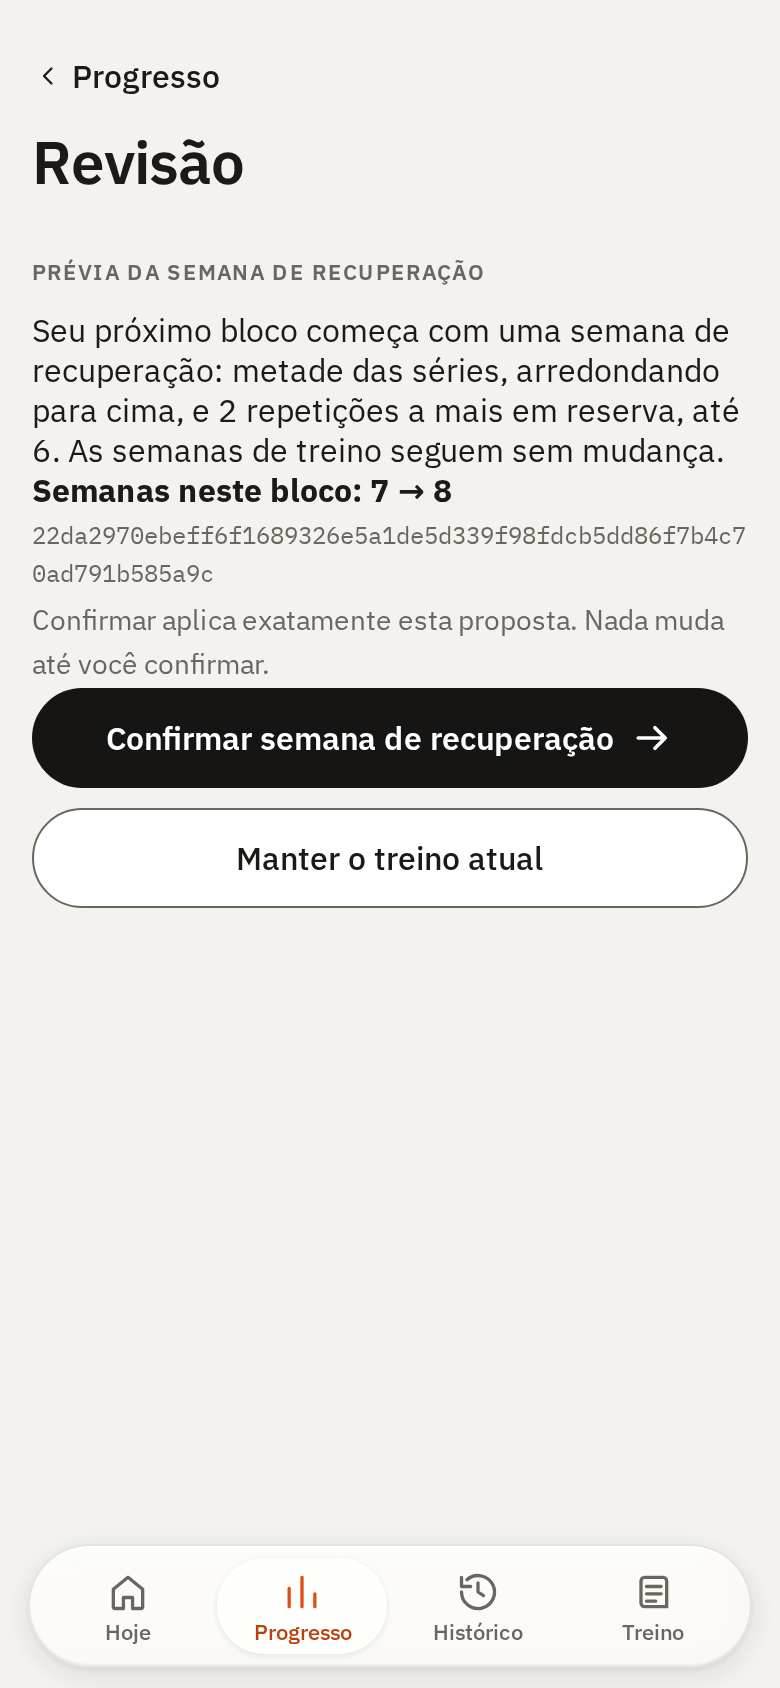 Progresso
Revisão
PRÉVIA DA SEMANA DE RECUPERAÇÃO
Seu próximo bloco começa com uma semana de
recuperação: metade das séries, arredondando
para cima, e 2 repetições a mais em reserva, até
6. As semanas de treino seguem sem mudança.
Semanas neste bloco: 7 → 8
22da2970ebeff6f1689326e5a1de5d339f98fdcb5dd86f7b4c7
0ad791b585a9c
Confirmar aplica exatamente esta proposta. Nada muda
até você confirmar.
Confirmar semana de recuperação →
Manter o treino atual
Hoje
Progresso
Histórico
Treino